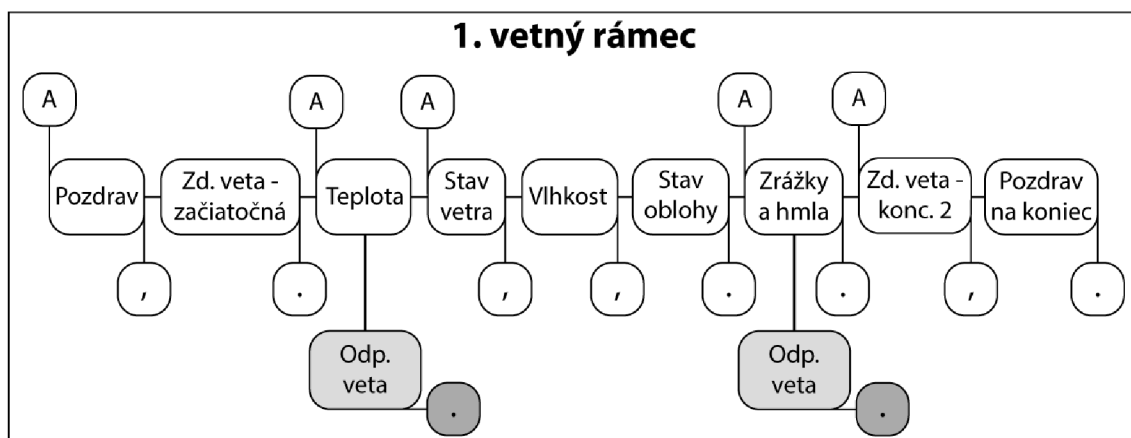 1. vetný rámec
A
A
A
A
A
Pozdrav
Zd. veta -
začiatočná
Teplota
Stav
vetra
Vlhkost
Stav
oblohy
Zrážky
a hmla
Zd. veta -
konc. 2
Pozdrav
na koniec
,
.
,
,
.
.
,
.
Odp.
veta
.
Odp.
veta
.